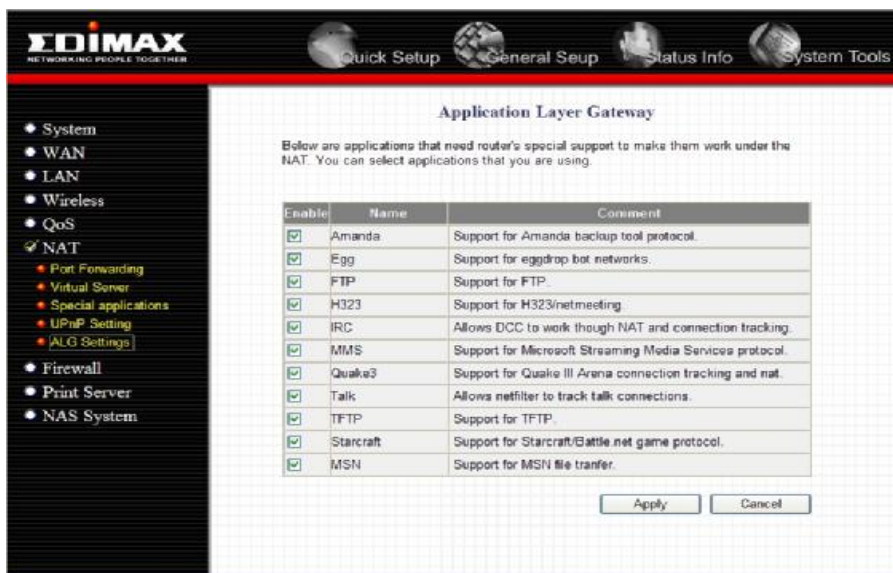 EDIMAX
NETWORKING PEOPLE TOGETHER
Quick Setup
General Seup
Status Info
System Tools
System
WAN
LAN
Wireless
QoS
NAT
Port Forwarding
Virtual Server
Special applications
UPnP Setting
ALG Settings
Firewall
Print Server
NAS System
Application Layer Gateway
Below are applications that need router's special support to make them work under the
NAT. You can select applications that you are using.
Enable Name Comment
Amanda Support for Amanda backup tool protocol.
Egg Support for eggdrop bot networks.
FTP Support for FTP.
H323 Support for H323/netmeeting.
IRC Allows DCC to work though NAT and connection tracking.
MMS Support for Microsoft Streaming Media Services protocol.
Quake3 Support for Quake III Arena connection tracking and nat.
Talk Allows netfilter to track talk connections.
TFTP Support for TFTP.
Starcraft Support for Starcraft/Battle.net game protocol.
MSN Support for MSN file tranfer.
Apply Cancel